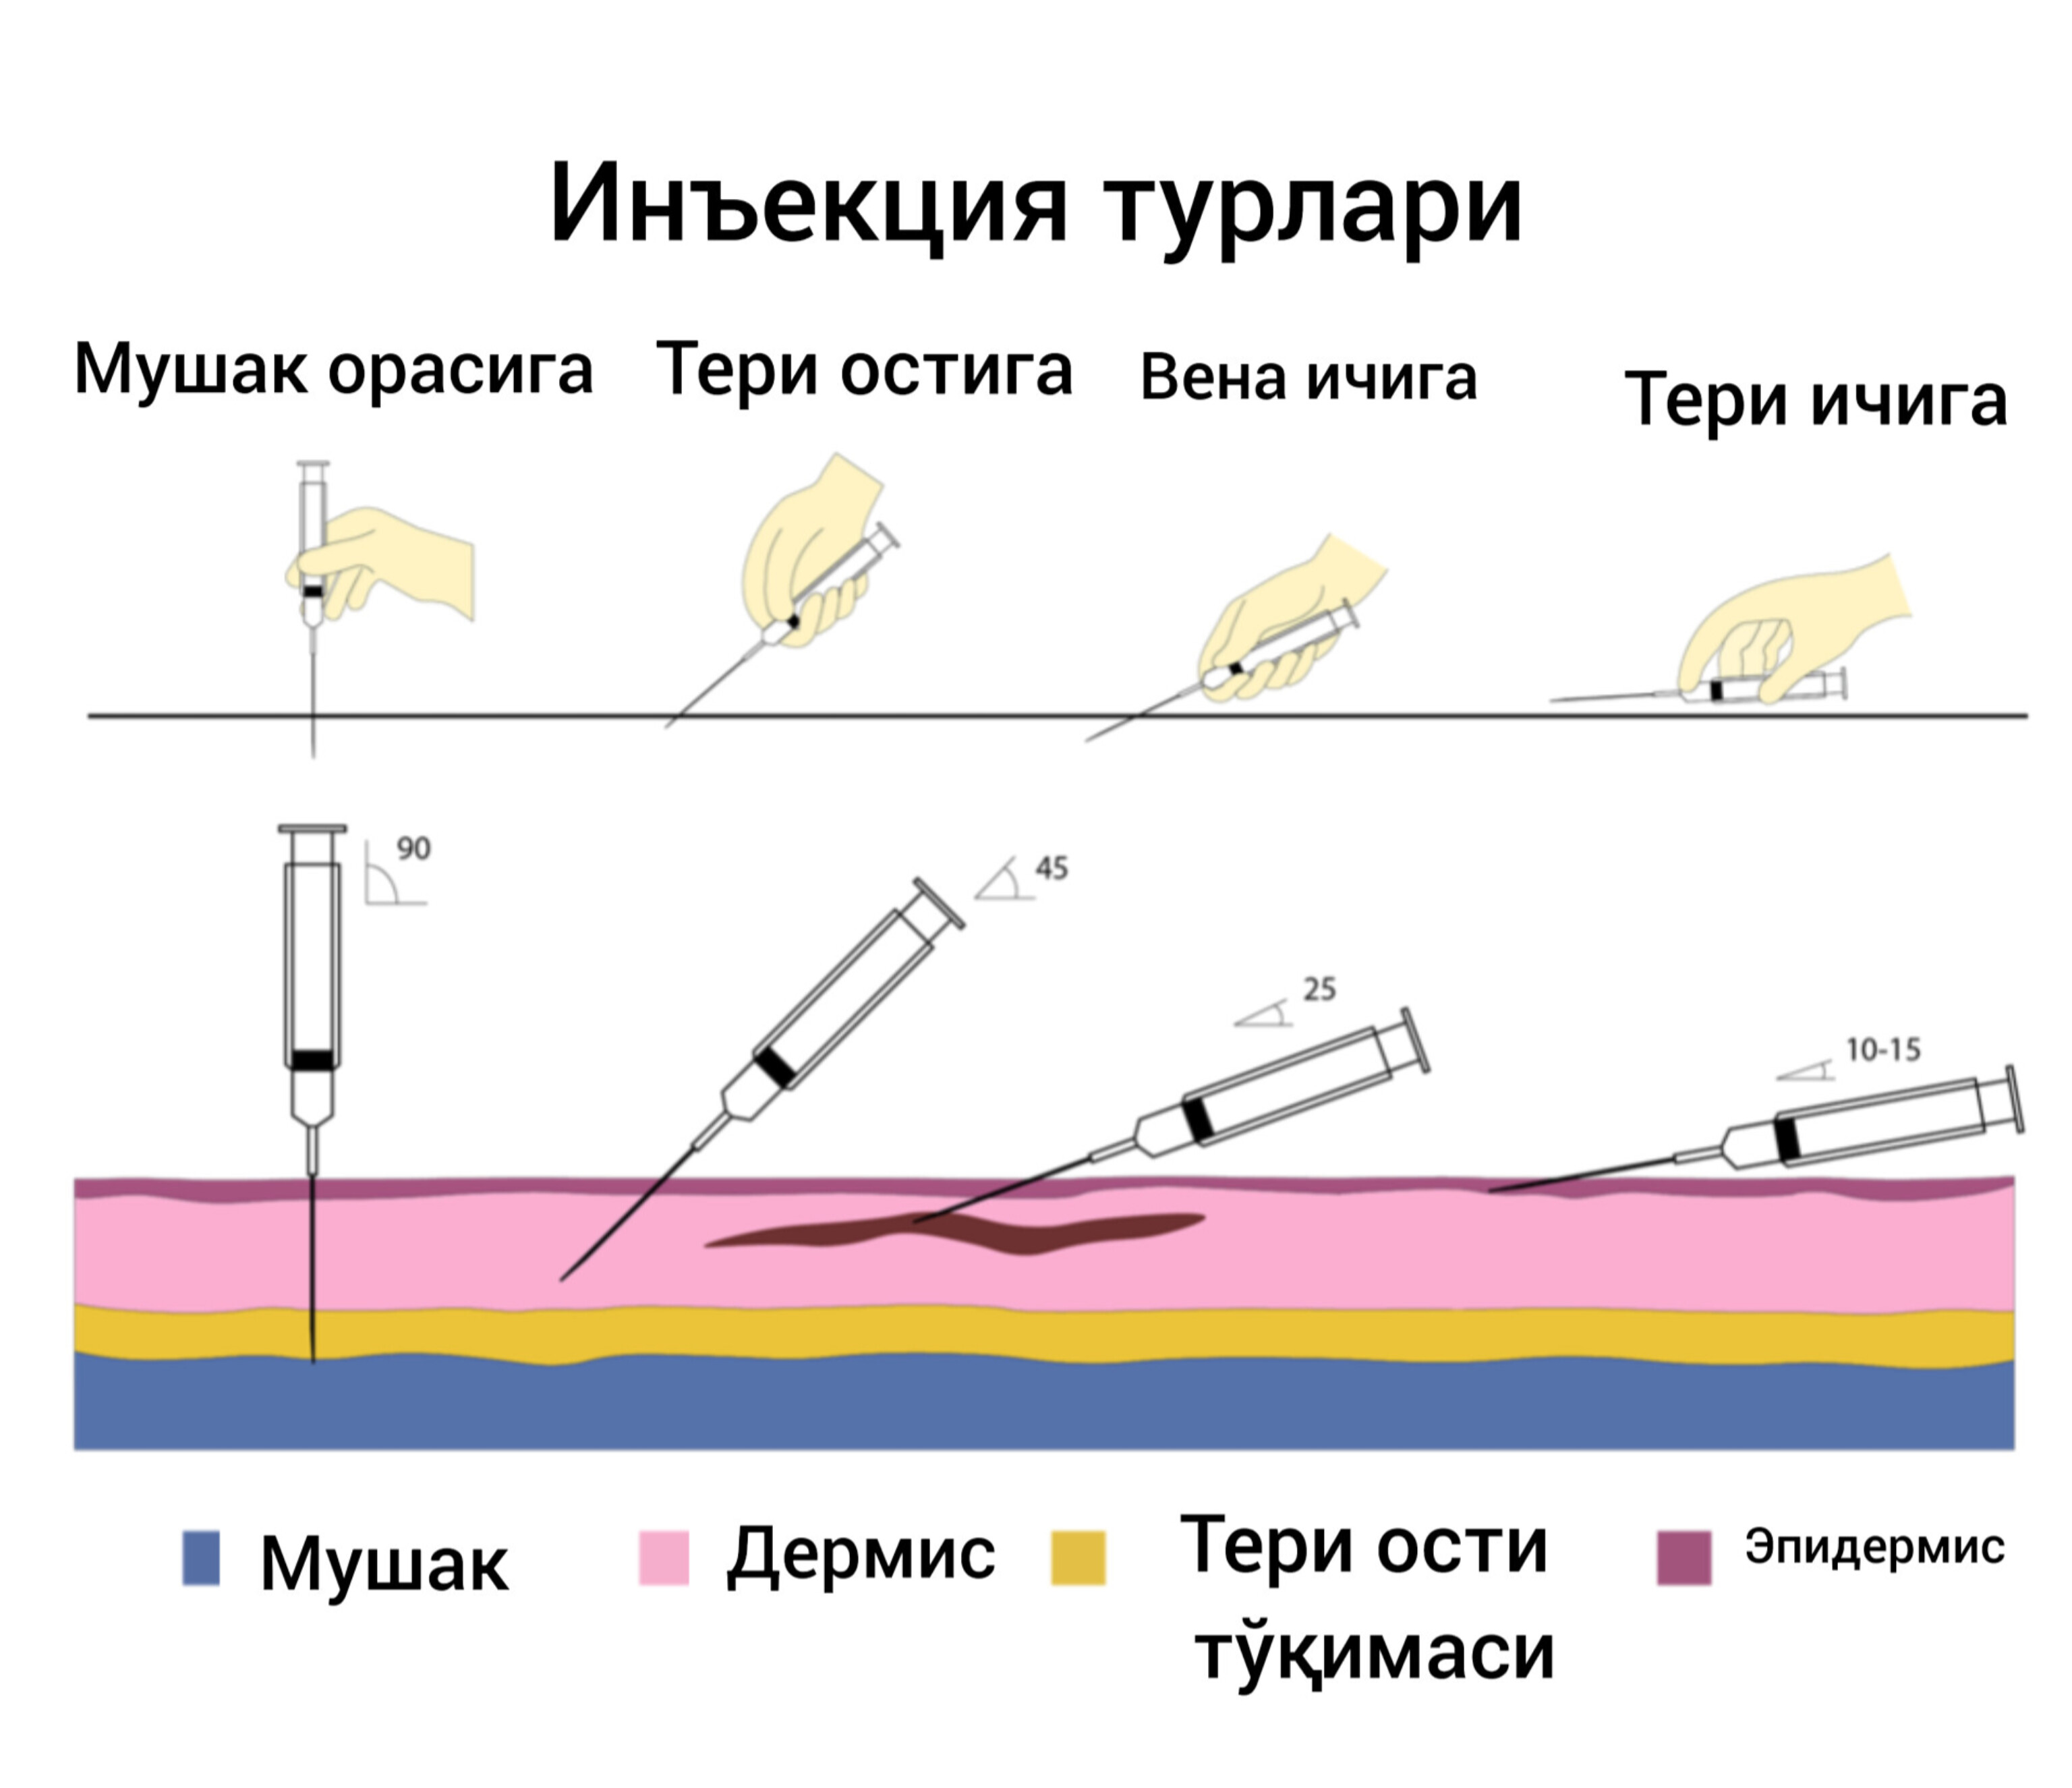 Инъекция турлари
Мушак орасига
Тери остига
Вена ичига
Тери ичига
90
45
25
10-15
Мушак
Дермис
Тери ости
тўқимаси
Эпидермис